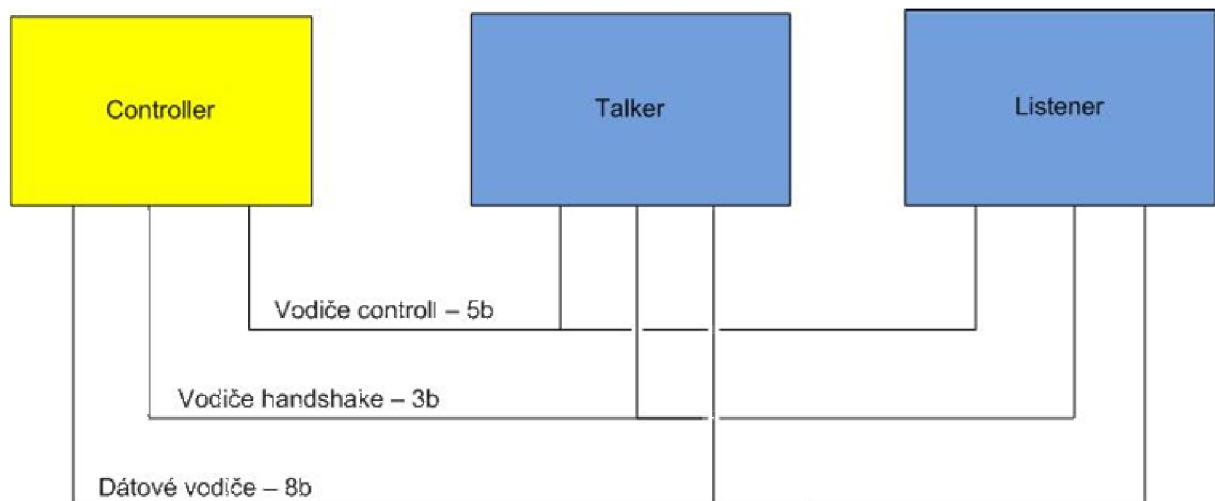 Controller
Talker
Listener
Vodiče controll – 5b
Vodiče handshake – 3b
Dátové vodiče – 8b